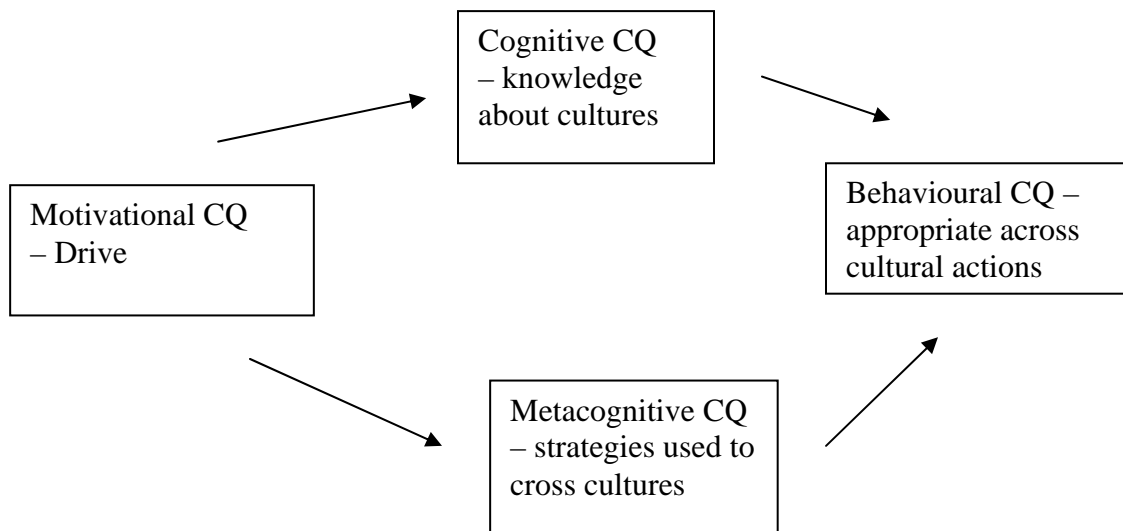 Cognitive CQ
– knowledge
about cultures
Motivational CQ
– Drive
Behavioural CQ –
appropriate across
cultural actions
Metacognitive CQ
– strategies used to
cross cultures